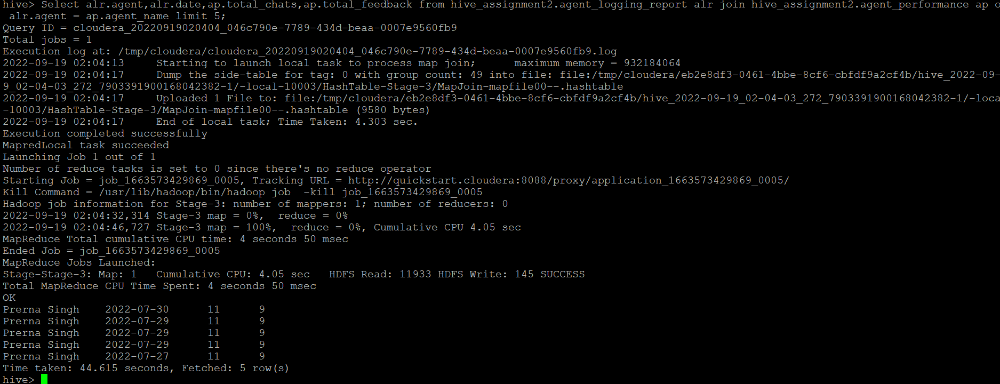 hive> Select alr.agent,alr.date,ap.total_chats,ap.total_feedback from hive_assignment2.agent_logging_report alr join hive_assignment2.agent_performance ap o
 alr.agent = ap.agent_name limit 5;
Query ID = cloudera_20220919020404_046c790e-7789-434d-beaa-0007e9560fb9
Total jobs = 1
Execution log at: /tmp/cloudera/cloudera_20220919020404_046c790e-7789-434d-beaa-0007e9560fb9.log
2022-09-19 02:04:13     Starting to launch local task to process map join;      maximum memory = 932184064
2022-09-19 02:04:17     Dump the side-table for tag: 0 with group count: 49 into file: file:/tmp/cloudera/eb2e8df3-0461-4bbe-8cf6-cbfdf9a2cf4b/hive_2022-09-
9_02-04-03_272_7903391900168042382-1/-local-10003/HashTable-Stage-3/MapJoin-mapfile00--.hashtable
2022-09-19 02:04:17     Uploaded 1 File to: file:/tmp/cloudera/eb2e8df3-0461-4bbe-8cf6-cbfdf9a2cf4b/hive_2022-09-19_02-04-03_272_7903391900168042382-1/-loca
-10003/HashTable-Stage-3/MapJoin-mapfile00--.hashtable (9580 bytes)
2022-09-19 02:04:17     End of local task; Time Taken: 4.303 sec.
Execution completed successfully
MapredLocal task succeeded
Launching Job 1 out of 1
Number of reduce tasks is set to 0 since there's no reduce operator
Starting Job = job_1663573429869_0005, Tracking URL = http://quickstart.cloudera:8088/proxy/application_1663573429869_0005/
Kill Command = /usr/lib/hadoop/bin/hadoop job  -kill job_1663573429869_0005
Hadoop job information for Stage-3: number of mappers: 1; number of reducers: 0
2022-09-19 02:04:32,314 Stage-3 map = 0%,  reduce = 0%
2022-09-19 02:04:46,727 Stage-3 map = 100%,  reduce = 0%, Cumulative CPU 4.05 sec
MapReduce Total cumulative CPU time: 4 seconds 50 msec
Ended Job = job_1663573429869_0005
MapReduce Jobs Launched:
Stage-Stage-3: Map: 1   Cumulative CPU: 4.05 sec   HDFS Read: 11933 HDFS Write: 145 SUCCESS
Total MapReduce CPU Time Spent: 4 seconds 50 msec
OK
Prerna Singh    2022-07-30      11      9
Prerna Singh    2022-07-29      11      9
Prerna Singh    2022-07-29      11      9
Prerna Singh    2022-07-29      11      9
Prerna Singh    2022-07-27      11      9
Time taken: 44.615 seconds, Fetched: 5 row(s)
hive>